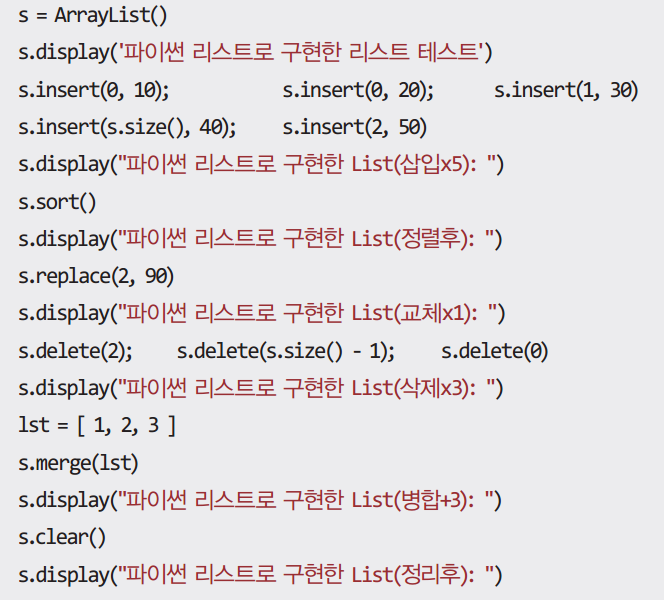 s = ArrayList()
s.display('파이썬 리스트로 구현한 리스트 테스트')
s.insert(0, 10); s.insert(0, 20); s.insert(1, 30)
s.insert(s.size(), 40); s.insert(2, 50)
s.display("파이썬 리스트로 구현한 List(삽입x5): ")
s.sort()
s.display("파이썬 리스트로 구현한 List(정렬후): ")
s.replace(2, 90)
s.display("파이썬 리스트로 구현한 List(교체x1): ")
s.delete(2); s.delete(s.size() - 1); s.delete(0)
s.display("파이썬 리스트로 구현한 List(삭제x3): ")
lst = [ 1, 2, 3 ]
s.merge(lst)
s.display("파이썬 리스트로 구현한 List(병합+3): ")
s.clear()
s.display("파이썬 리스트로 구현한 List(정리후): ")